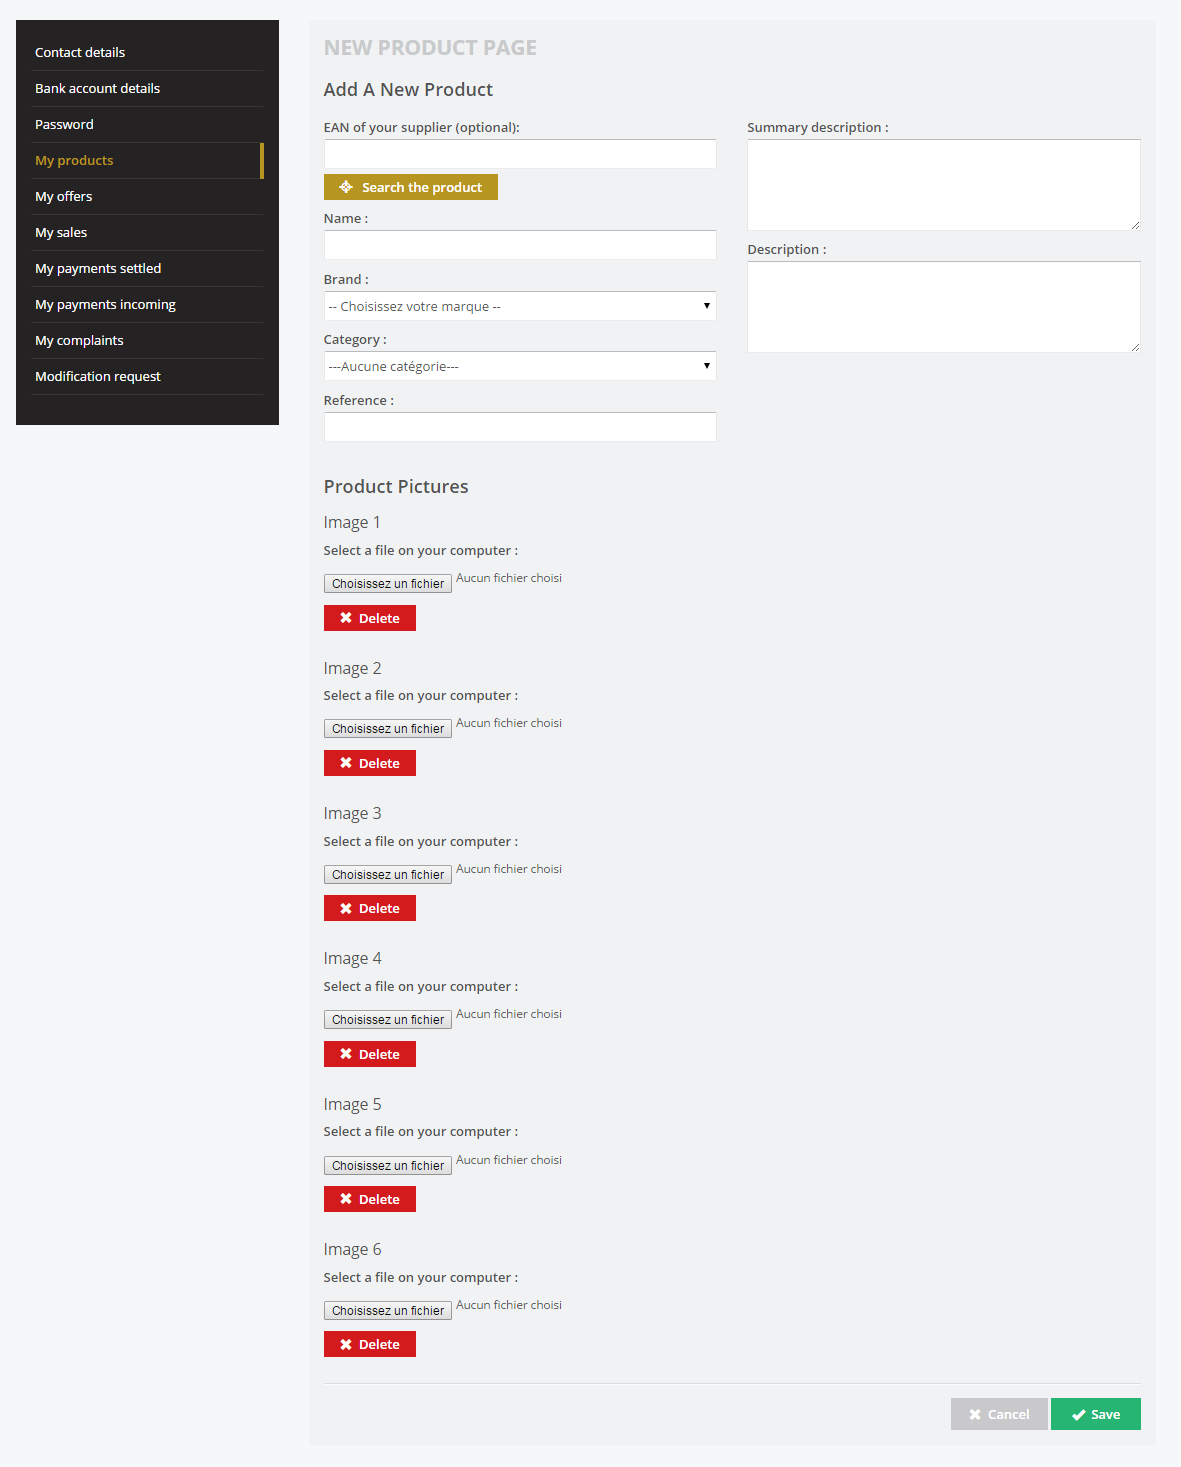 Contact details
Bank account details
Password
My products
My offers
My sales
My payments settled
My payments incoming
My complaints
Modification request
NEW PRODUCT PAGE
Add A New Product
EAN of your supplier (optional):
Search the product
Name :
Brand :
-- Choisissez votre marque --
Category :
---Aucune catégorie---
Reference :
Summary description :
Description :
Product Pictures
Image 1
Select a file on your computer :
Choisissez un fichier Aucun fichier choisi
Delete
Image 2
Select a file on your computer :
Choisissez un fichier Aucun fichier choisi
Delete
Image 3
Select a file on your computer :
Choisissez un fichier Aucun fichier choisi
Delete
Image 4
Select a file on your computer :
Choisissez un fichier Aucun fichier choisi
Delete
Image 5
Select a file on your computer :
Choisissez un fichier Aucun fichier choisi
Delete
Image 6
Select a file on your computer :
Choisissez un fichier Aucun fichier choisi
Delete
Cancel Save